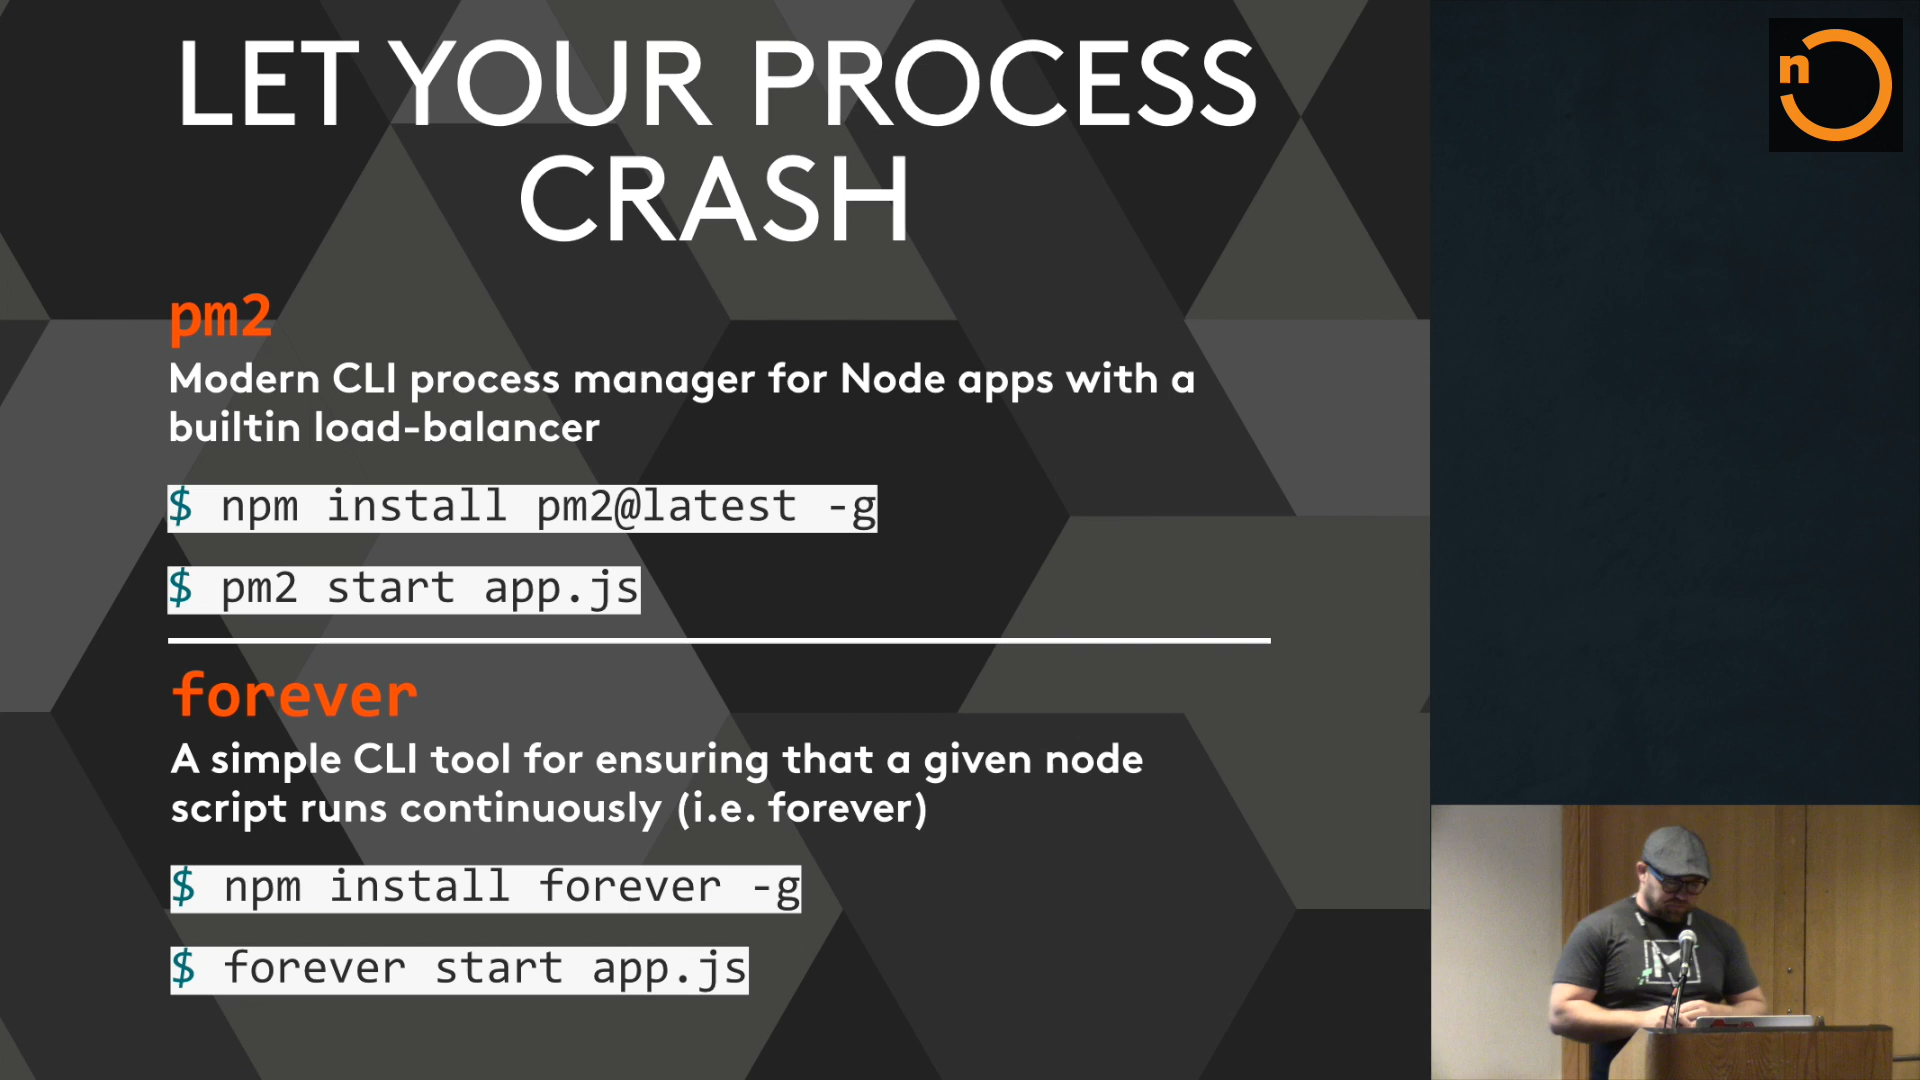 LET YOUR PROCESS
CRASH
pm2
Modern CLI process manager for Node apps with a
builtin load-balancer
$ npm install pm2@latest -g
$ pm2 start app.js
forever
A simple CLI tool for ensuring that a given node
script runs continuously (i.e. forever)
$ npm install forever -g
$ forever start app.js
n
M